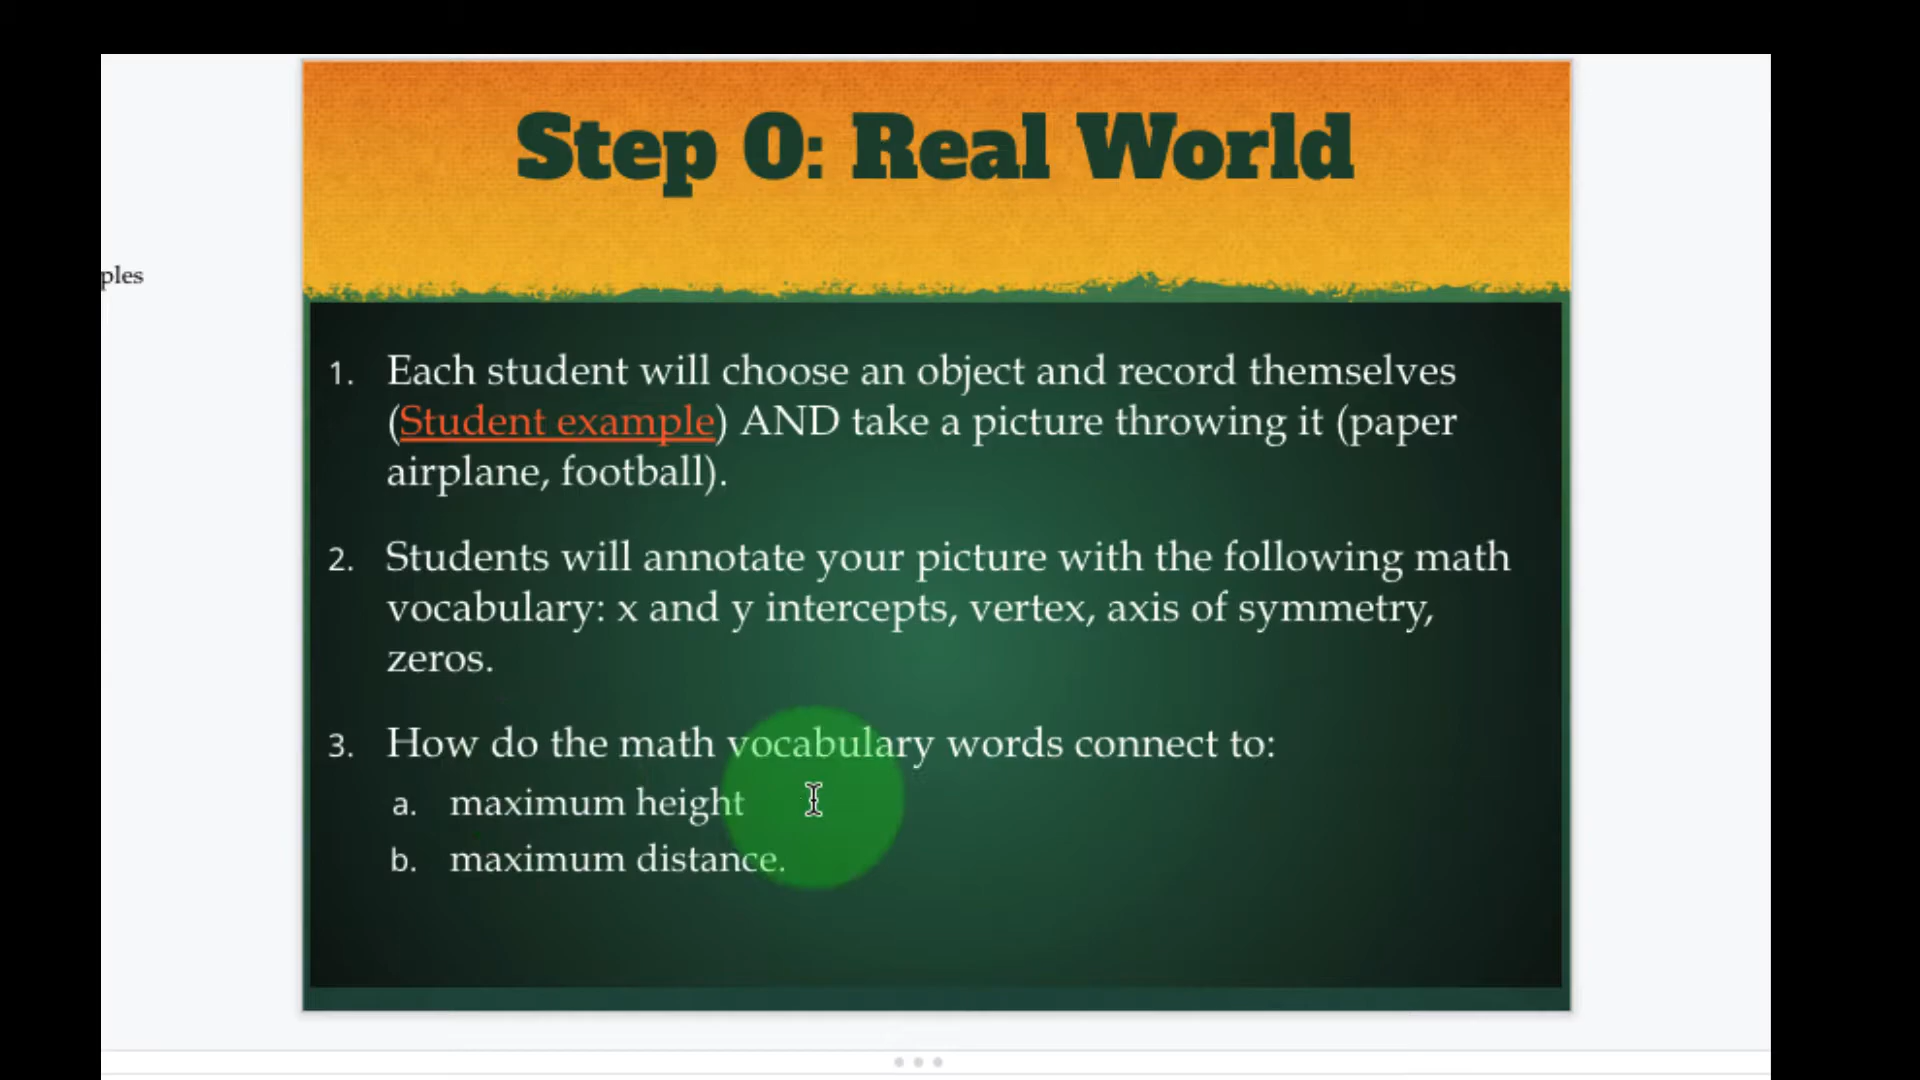 Step 0: Real World
ples
1. Each student will choose an object and record themselves
(Student example) AND take a picture throwing it (paper
airplane, football).
2. Students will annotate your picture with the following math
vocabulary: x and y intercepts, vertex, axis of symmetry,
zeros.
3. How do the math vocabulary words connect to:
a. maximum height
b. maximum distance.